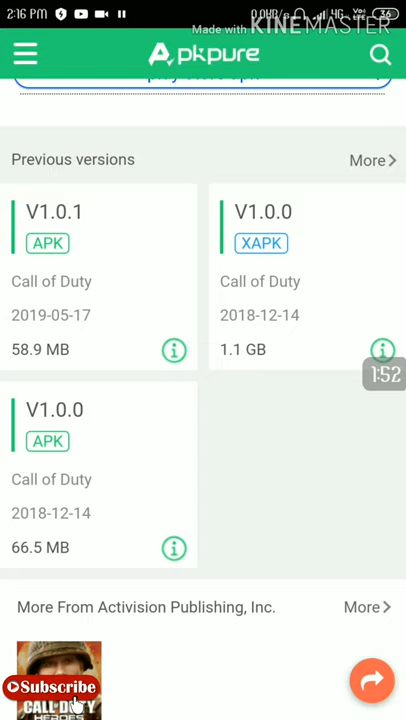 2:16 PM
4G
36
Made with KINEMASTER
Apkpure
Previous versions
More
V1.0.1
APK
Call of Duty
2019-05-17
58.9 MB
V1.0.0
XAPK
Call of Duty
2018-12-14
1.1 GB
1:52
V1.0.0
APK
Call of Duty
2018-12-14
66.5 MB
More From Activision Publishing, Inc.
More
Subscribe
CALL OF DUTY
HEROES